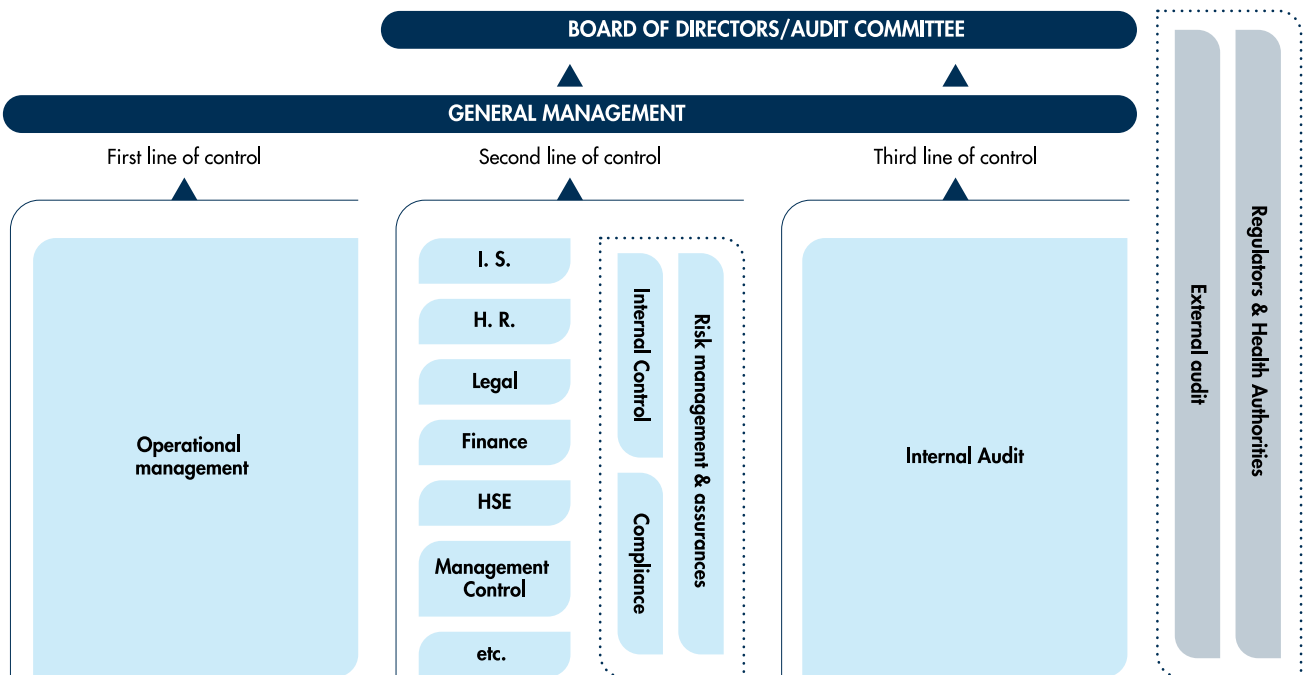 BOARD OF DIRECTORS/AUDIT COMMITTEE
GENERAL MANAGEMENT
First line of control
Second line of control
Third line of control
Operational
management
I. S.
H. R.
Legal
Finance
HSE
Management
Control
etc.
Internal Control
Compliance
Risk management & assurances
Internal Audit
External audit
Regulators & Health Authorities